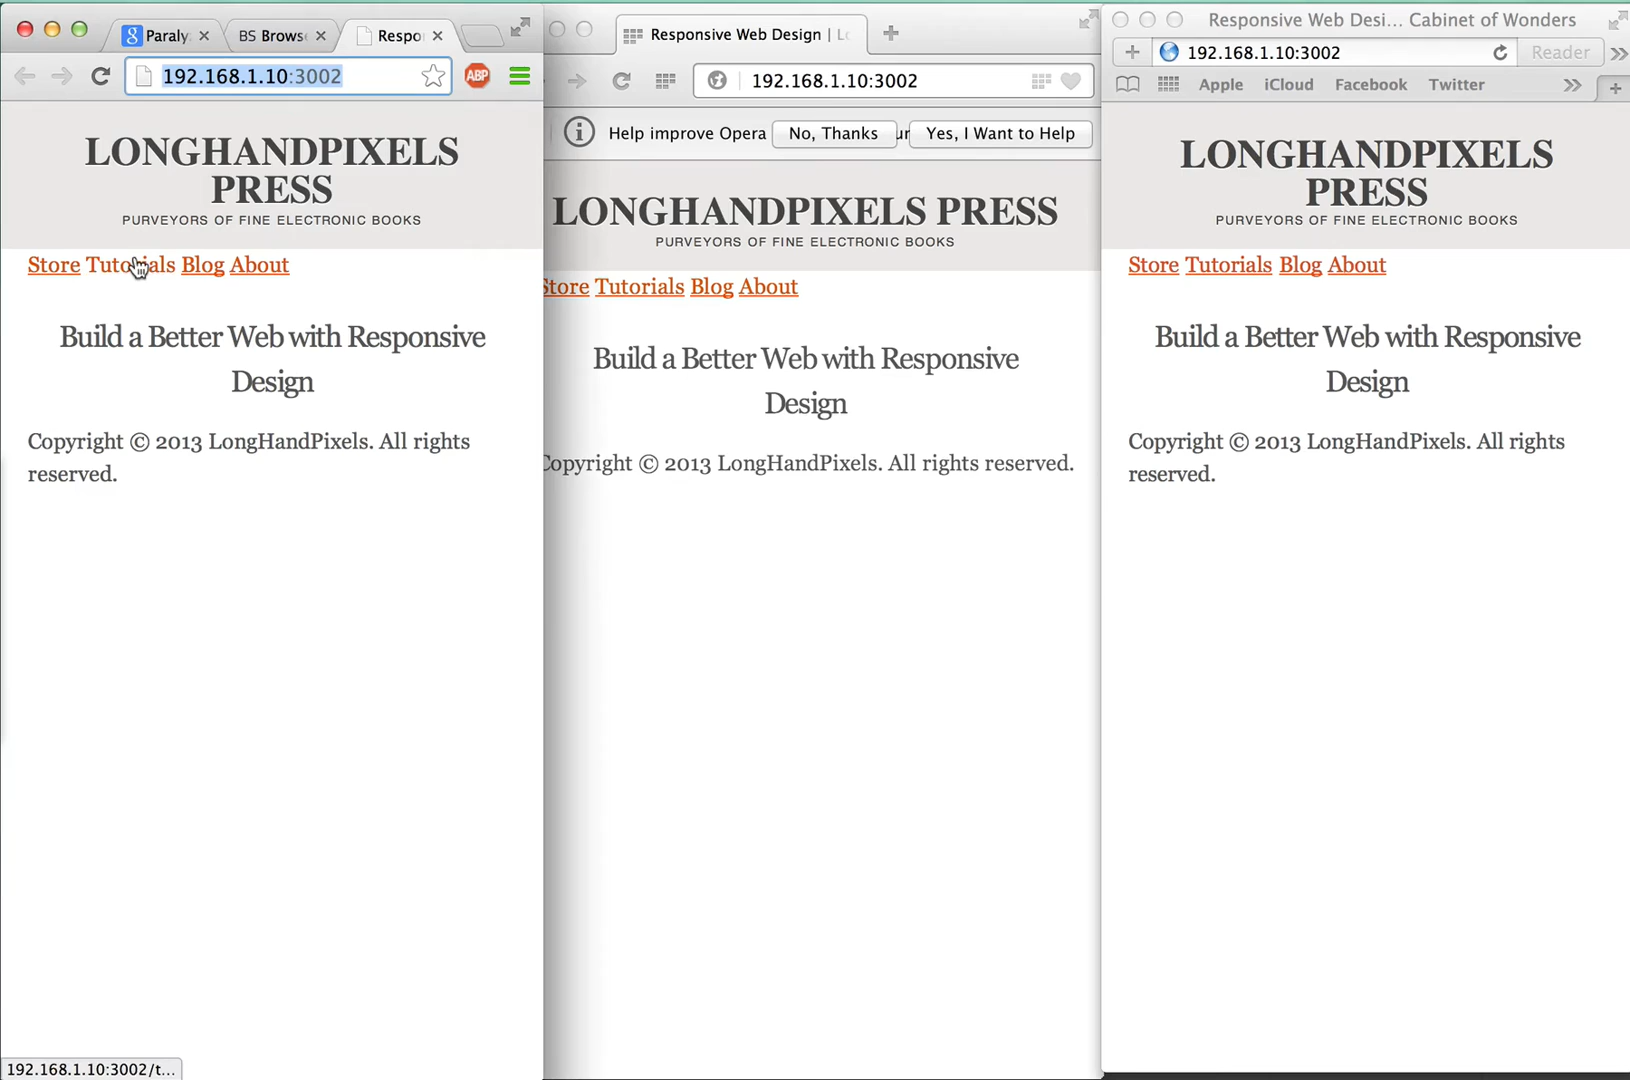 Paraly
BS Browse
Respo
192.168.1.10:3002
ABP
LONGHANDPIXELS
PRESS
PURVEYORS OF FINE ELECTRONIC BOOKS
Store Tutorials Blog About
Build a Better Web with Responsive
Design
Copyright © 2013 LongHandPixels. All rights
reserved.
192.168.1.10:3002/t...
Responsive Web Design | Lo
192.168.1.10:3002
Help improve Opera
No, Thanks
Yes, I Want to Help
LONGHANDPIXELS PRESS
PURVEYORS OF FINE ELECTRONIC BOOKS
Store Tutorials Blog About
Build a Better Web with Responsive
Design
Copyright © 2013 LongHandPixels. All rights reserved.
Responsive Web Desi... Cabinet of Wonders
192.168.1.10:3002
Reader
Apple iCloud Facebook Twitter
LONGHANDPIXELS
PRESS
PURVEYORS OF FINE ELECTRONIC BOOKS
Store Tutorials Blog About
Build a Better Web with Responsive
Design
Copyright © 2013 LongHandPixels. All rights
reserved.